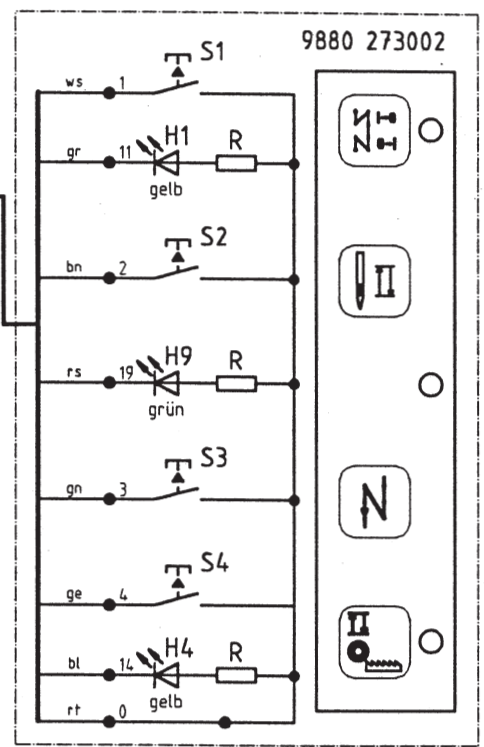 S1
9880 273002
ws 1
gr 11 H1 R
gelb
S2
bn 2
rs 19 H9 R
grün
S3
gn 3
S4
ge 4
bl 14 H4 R
gelb
rt 0